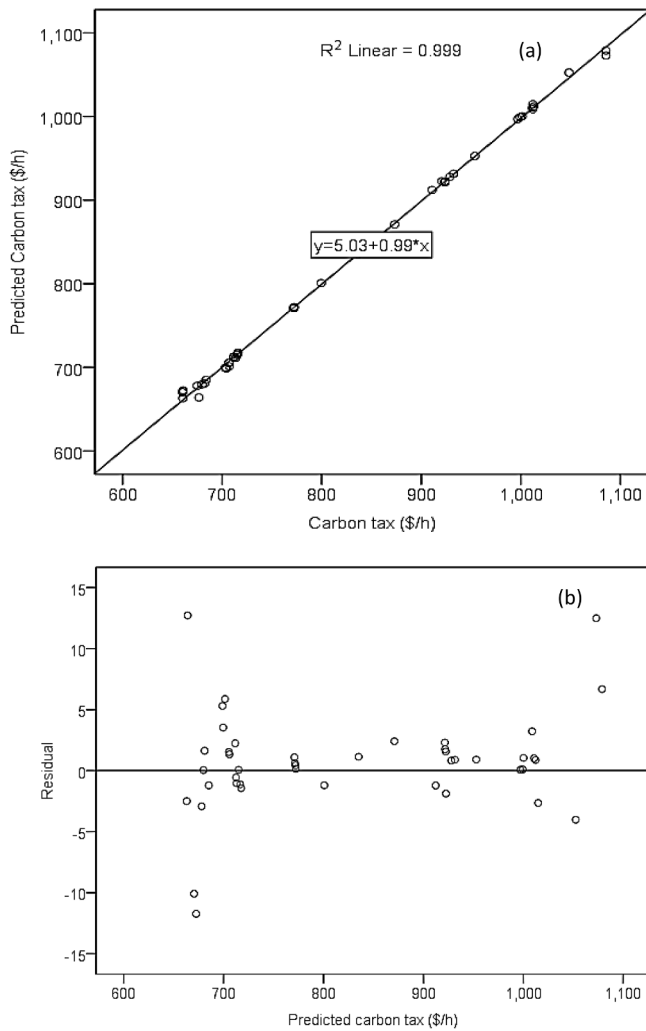 R² Linear = 0.999
(a)
1,100
1,000
900
800
700
600
Predicted Carbon tax ($/h)
y=5.03+0.99*x
600 700 800 900 1,000 1,100
Carbon tax ($/h)
(b)
15
10
5
0
-5
-10
-15
Residual
600 700 800 900 1,000 1,100
Predicted carbon tax ($/h)